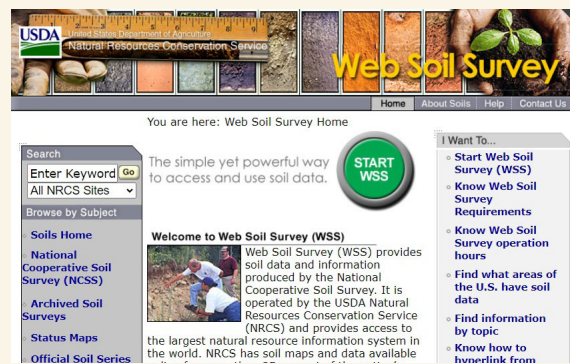 USDA
United States Department of Agriculture
Natural Resources Conservation Service
Web Soil Survey
Home About Soils Help Contact Us
You are here: Web Soil Survey Home
Search
Enter Keyword Go
All NRCS Sites
Browse by Subject
Soils Home
National
Cooperative Soil
Survey (NCSS)
Archived Soil
Surveys
Status Maps
Official Soil Series
The simple yet powerful way
to access and use soil data.
START
WSS
Welcome to Web Soil Survey (WSS)
Web Soil Survey (WSS) provides
soil data and information
produced by the National
Cooperative Soil Survey. It is
operated by the USDA Natural
Resources Conservation Service
(NRCS) and provides access to
the largest natural resource information system in
the world. NRCS has soil maps and data available
I Want To...
Start Web Soil
Survey (WSS)
Know Web Soil
Survey
Requirements
Know Web Soil
Survey operation
hours
Find what areas of
the U.S. have soil
data
Find information
by topic
Know how to
hyperlink from